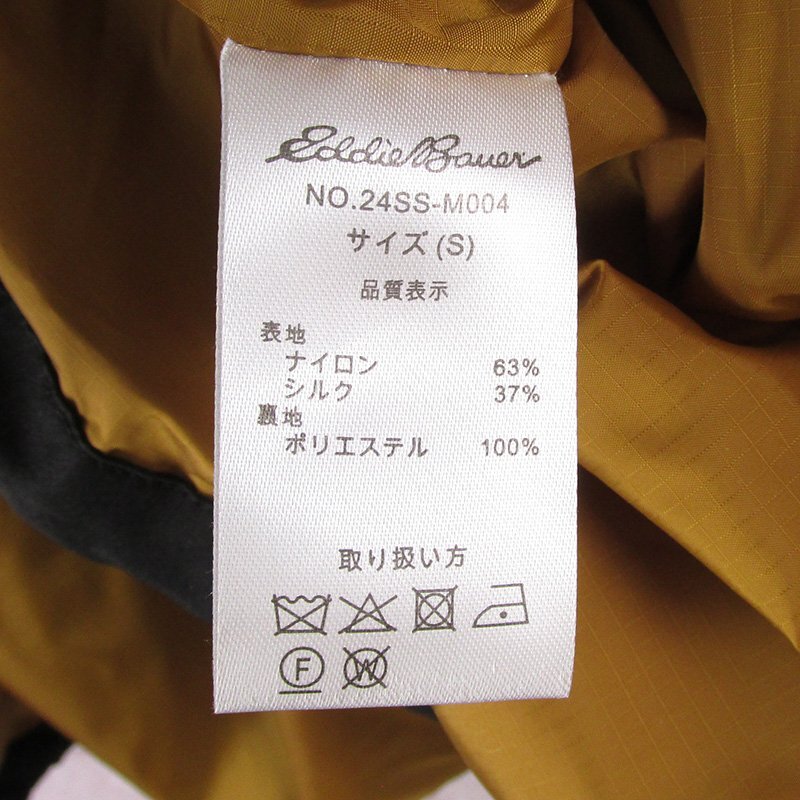 Eddie Bauer
NO.24SS-M004
サイズ(S)
品質表示
表地
ナイロン 63%
シルク 37%
裏地
ポリエステル 100%
取り扱い方
F W